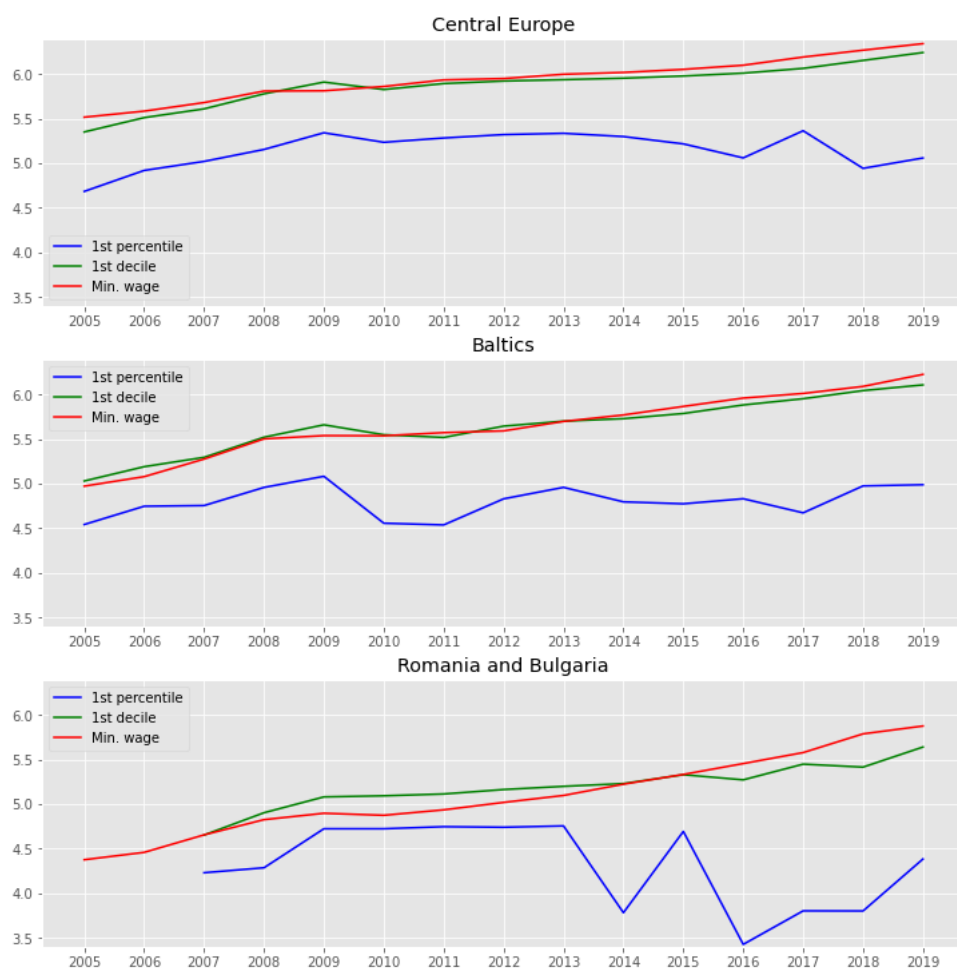 Central Europe
6.0
5.5
5.0
4.5
4.0
3.5
1st percentile
1st decile
Min. wage
2005 2006 2007 2008 2009 2010 2011 2012 2013 2014 2015 2016 2017 2018 2019
Baltics
6.0
5.5
5.0
4.5
4.0
3.5
1st percentile
1st decile
Min. wage
2005 2006 2007 2008 2009 2010 2011 2012 2013 2014 2015 2016 2017 2018 2019
Romania and Bulgaria
6.0
5.5
5.0
4.5
4.0
3.5
1st percentile
1st decile
Min. wage
2005 2006 2007 2008 2009 2010 2011 2012 2013 2014 2015 2016 2017 2018 2019